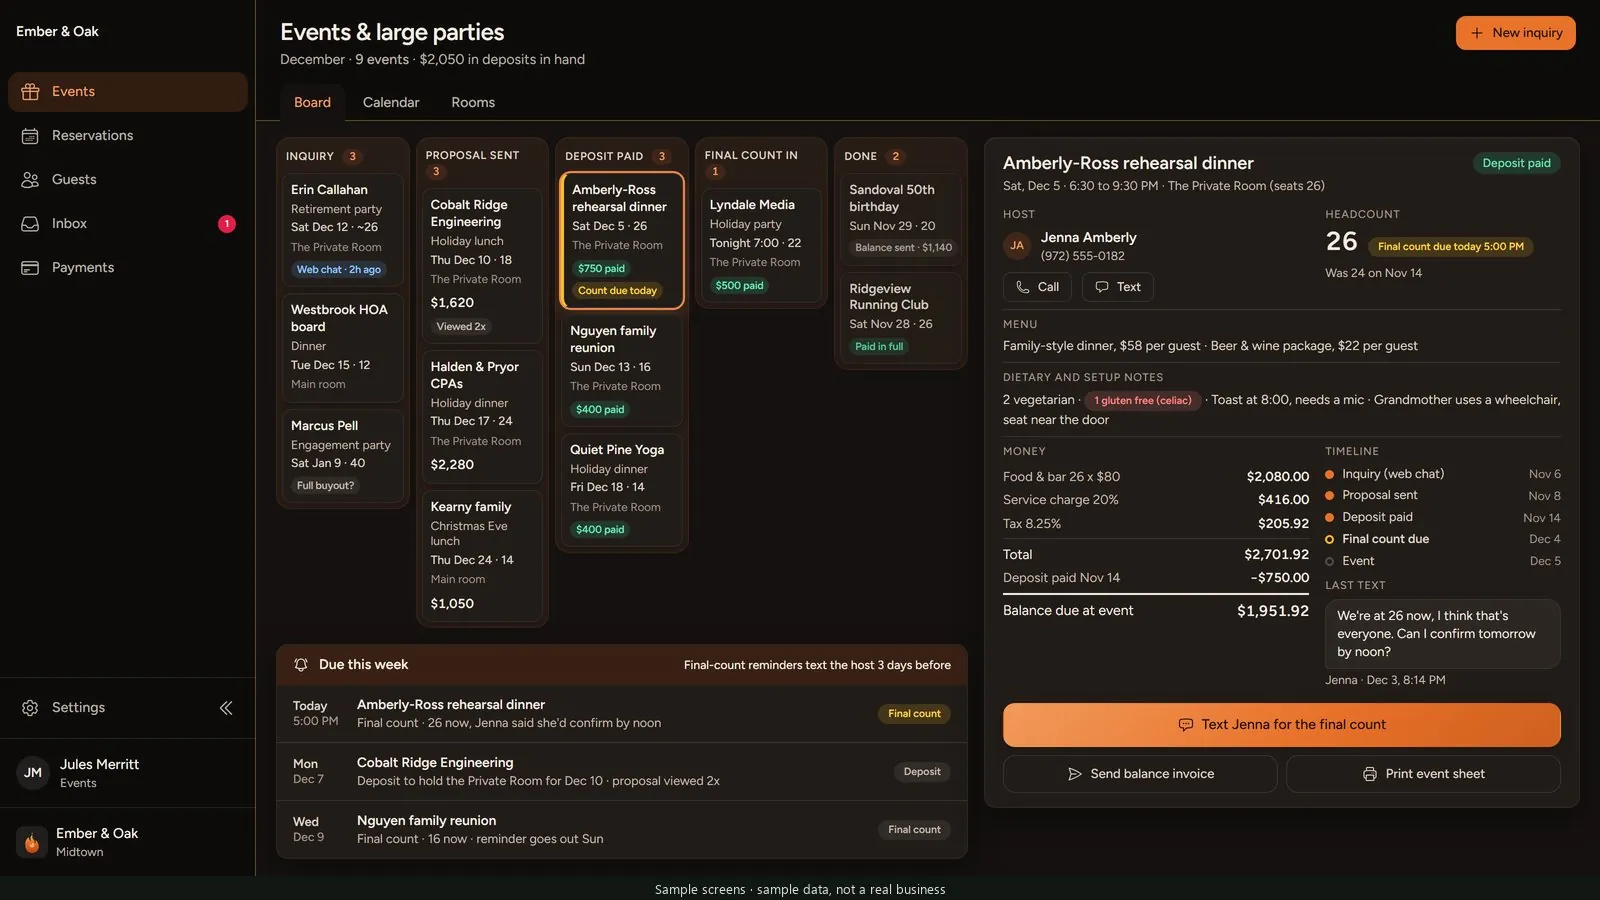 Ember & Oak
Events
Reservations
Guests
Inbox
1
Payments
Settings
JM
Jules Merritt
Events
Ember & Oak
Midtown
Events & large parties
December · 9 events · $2,050 in deposits in hand
New inquiry
Board
Calendar
Rooms
INQUIRY 3
Erin Callahan
Retirement party
Sat Dec 12 · ~26
The Private Room
Web chat · 2h ago
Westbrook HOA
board
Dinner
Tue Dec 15 · 12
Main room
Marcus Pell
Engagement party
Sat Jan 9 · 40
Full buyout?
PROPOSAL SENT
3
Cobalt Ridge
Engineering
Holiday lunch
Thu Dec 10 · 18
The Private Room
$1,620
Viewed 2x
Halden & Pryor
CPAs
Holiday dinner
Thu Dec 17 · 24
The Private Room
$2,280
Kearny family
Christmas Eve
lunch
Thu Dec 24 · 14
Main room
$1,050
DEPOSIT PAID 3
Amberly-Ross
rehearsal dinner
Sat Dec 5 · 26
The Private Room
$750 paid
Count due today
Nguyen family
reunion
Sun Dec 13 · 16
The Private Room
$400 paid
Quiet Pine Yoga
Holiday dinner
Fri Dec 18 · 14
The Private Room
$400 paid
FINAL COUNT IN
1
Lyndale Media
Holiday party
Tonight 7:00 · 22
The Private Room
$500 paid
DONE 2
Sandoval 50th
birthday
Sun Nov 29 · 20
Balance sent · $1,140
Ridgeview
Running Club
Sat Nov 28 · 26
Paid in full
Due this week
Final-count reminders text the host 3 days before
Today
5:00 PM
Amberly-Ross rehearsal dinner
Final count · 26 now, Jenna said she'd confirm by noon
Final count
Mon
Dec 7
Cobalt Ridge Engineering
Deposit to hold the Private Room for Dec 10 · proposal viewed 2x
Deposit
Wed
Dec 9
Nguyen family reunion
Final count · 16 now · reminder goes out Sun
Final count
Amberly-Ross rehearsal dinner
Deposit paid
Sat, Dec 5 · 6:30 to 9:30 PM · The Private Room (seats 26)
HOST
JA
Jenna Amberly
(972) 555-0182
Call
Text
HEADCOUNT
26 Final count due today 5:00 PM
Was 24 on Nov 14
MENU
Family-style dinner, $58 per guest · Beer & wine package, $22 per guest
DIETARY AND SETUP NOTES
2 vegetarian · 1 gluten free (celiac) · Toast at 8:00, needs a mic · Grandmother uses a wheelchair,
seat near the door
MONEY
Food & bar 26 x $80 $2,080.00
Service charge 20% $416.00
Tax 8.25% $205.92
Total $2,701.92
Deposit paid Nov 14 −$750.00
Balance due at event $1,951.92
TIMELINE
Inquiry (web chat) Nov 6
Proposal sent Nov 8
Deposit paid Nov 14
Final count due Dec 4
Event Dec 5
LAST TEXT
We're at 26 now, I think that's
everyone. Can I confirm tomorrow
by noon?
Jenna · Dec 3, 8:14 PM
Text Jenna for the final count
Send balance invoice
Print event sheet
Sample screens · sample data, not a real business